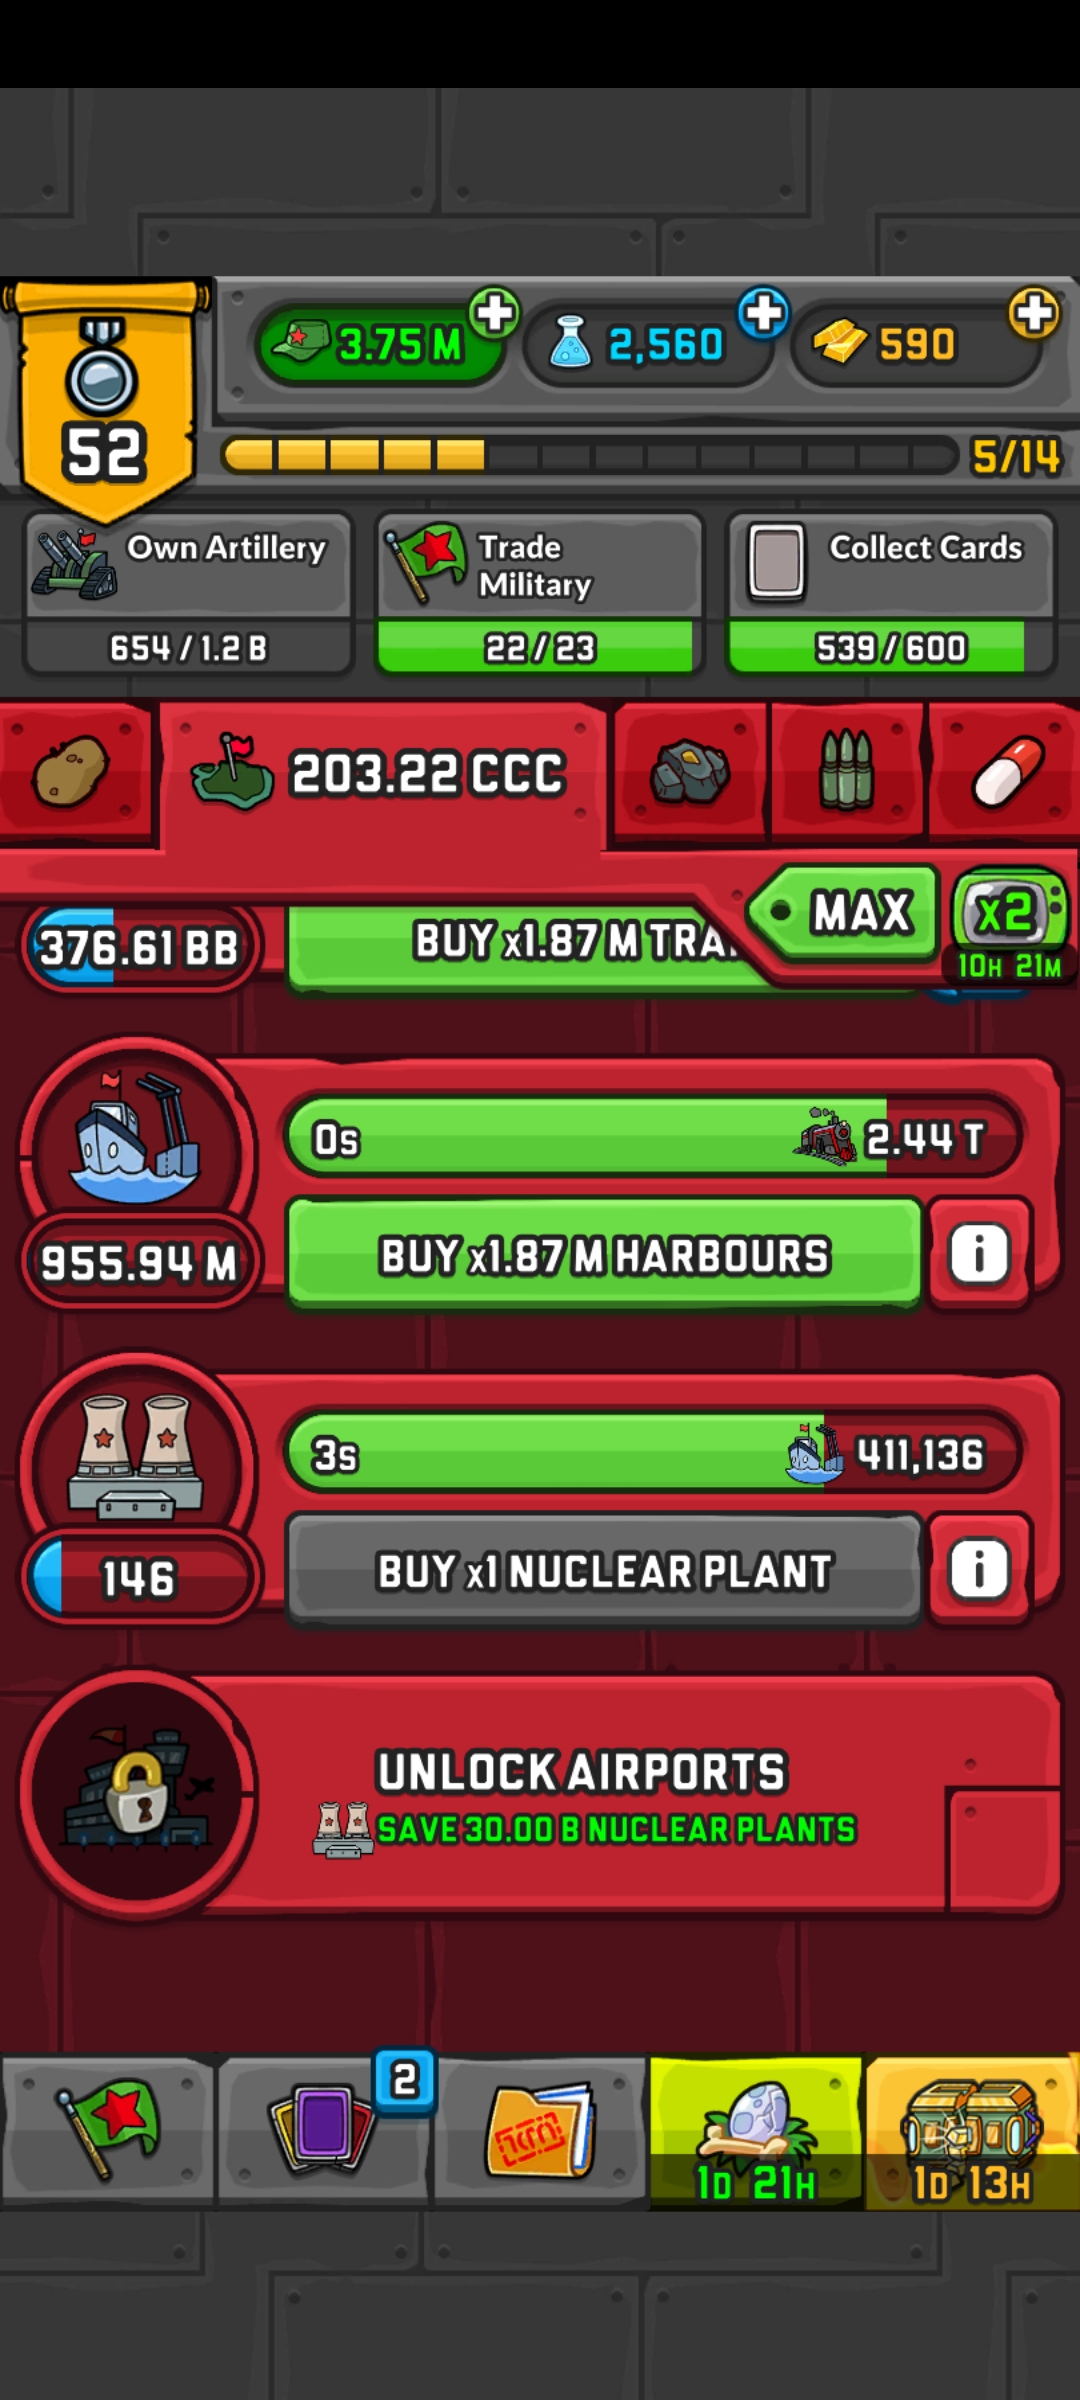 3.75 M
2,560
590
52
5/14
Own Artillery
Trade
Military
Collect Cards
654 / 1.2 B
22 / 23
539 / 600
203.22 CCC
MAX
x2
10H 21M
376.61 BB
BUY x1.87 M
0s
2.44 T
955.94 M
BUY x1.87 M HARBOURS
i
3s
411,136
146
BUY x1 NUCLEAR PLANT
i
UNLOCK AIRPORTS
SAVE 30.00 B NUCLEAR PLANTS
2
1D 21H
1D 13H